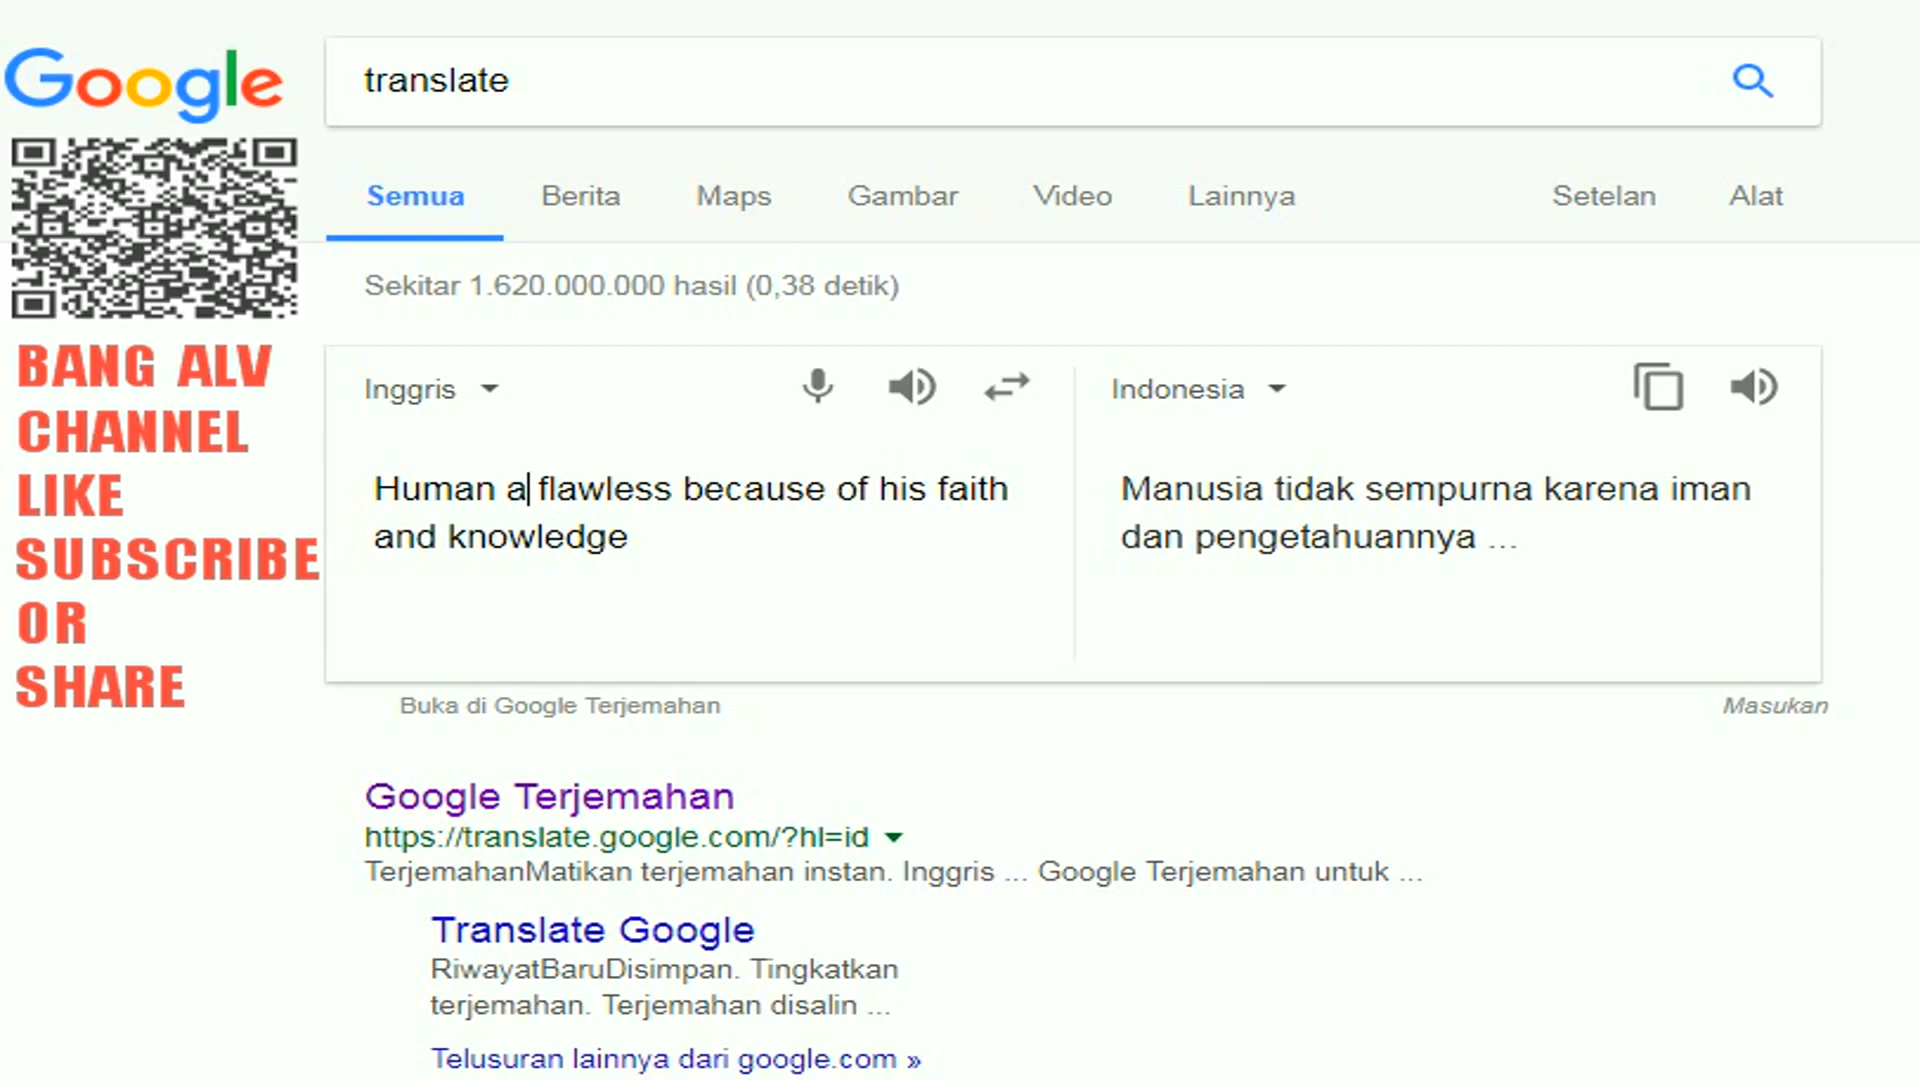 Google
translate
Semua Berita Maps Gambar Video Lainnya Setelan Alat
Sekitar 1.620.000.000 hasil (0,38 detik)
BANG ALV
CHANNEL
LIKE
SUBSCRIBE
OR
SHARE
Inggris
Human a flawless because of his faith
and knowledge
Indonesia
Manusia tidak sempurna karena iman
dan pengetahuannya ...
Buka di Google Terjemahan
Masukan
Google Terjemahan
https://translate.google.com/?hl=id
TerjemahanMatikan terjemahan instan. Inggris ... Google Terjemahan untuk ...
Translate Google
RiwayatBaruDisimpan. Tingkatkan
terjemahan. Terjemahan disalin ...
Telusuran lainnya dari google.com »